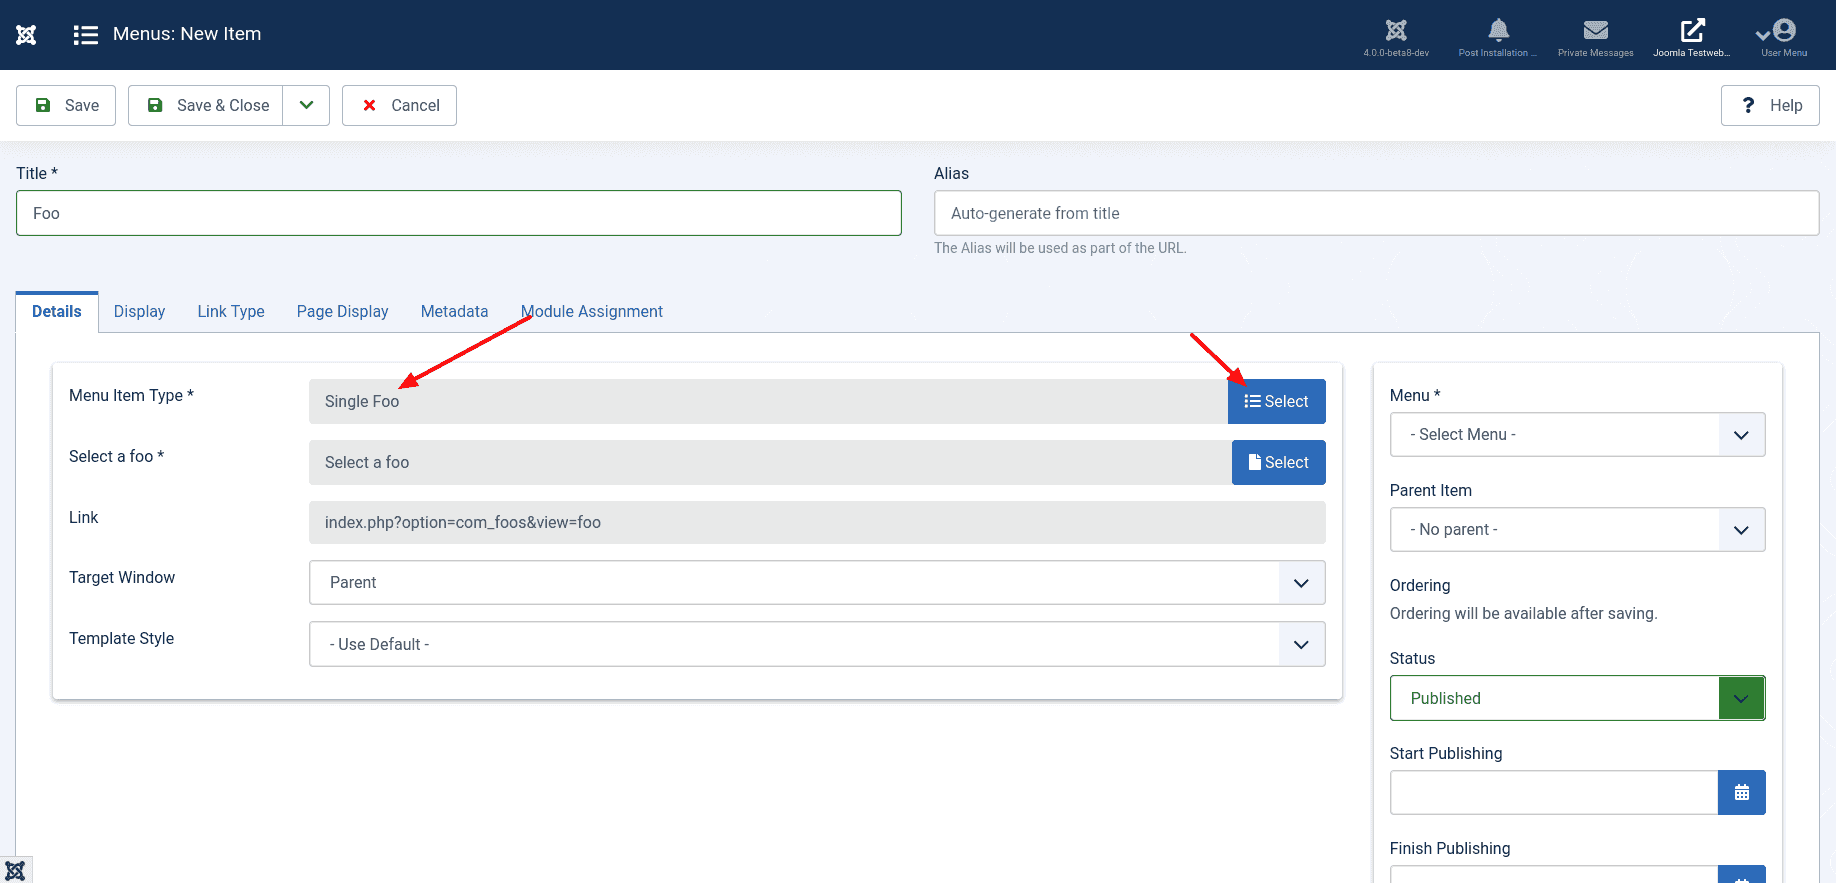 Menus: New Item
4.0.0-beta8-dev
Post Installation ...
Private Messages
Joomla Testweb...
User Menu
Save
Save & Close
Cancel
? Help
Title *
Alias
Foo
Auto-generate from title
The Alias will be used as part of the URL.
Details
Display
Link Type
Page Display
Metadata
Module Assignment
Menu Item Type *
Single Foo
Select
Select a foo *
Select a foo
Select
Link
index.php?option=com_foos&view=foo
Target Window
Parent
Template Style
- Use Default -
Menu *
- Select Menu -
Parent Item
- No parent -
Ordering
Ordering will be available after saving.
Status
Published
Start Publishing
Finish Publishing